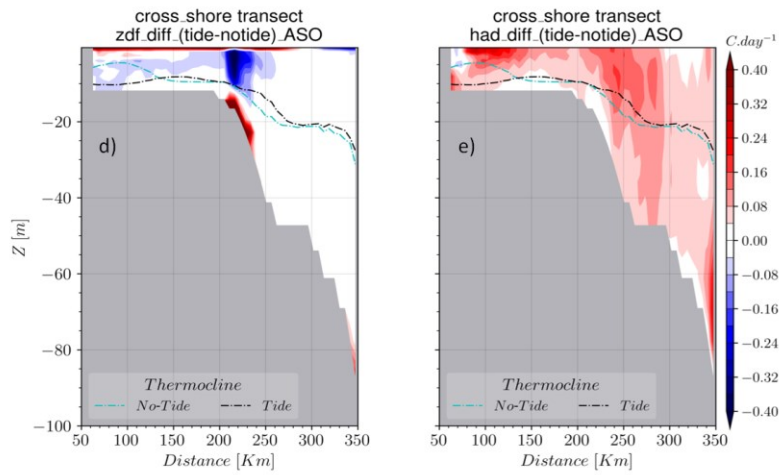 cross_shore transect
zdf_diff_(tide-notide)_ASO
cross_shore transect
had_diff_(tide-notide)_ASO
C.day⁻¹
Z [m]
−20
−40
−60
−80
−100
d)
Thermocline
No-Tide
Tide
50
100
150
200
250
300
350
Distance [Km]
e)
Thermocline
No-Tide
Tide
50
100
150
200
250
300
350
Distance [Km]
0.40
0.32
0.24
0.16
0.08
0.00
−0.08
−0.16
−0.24
−0.32
−0.40